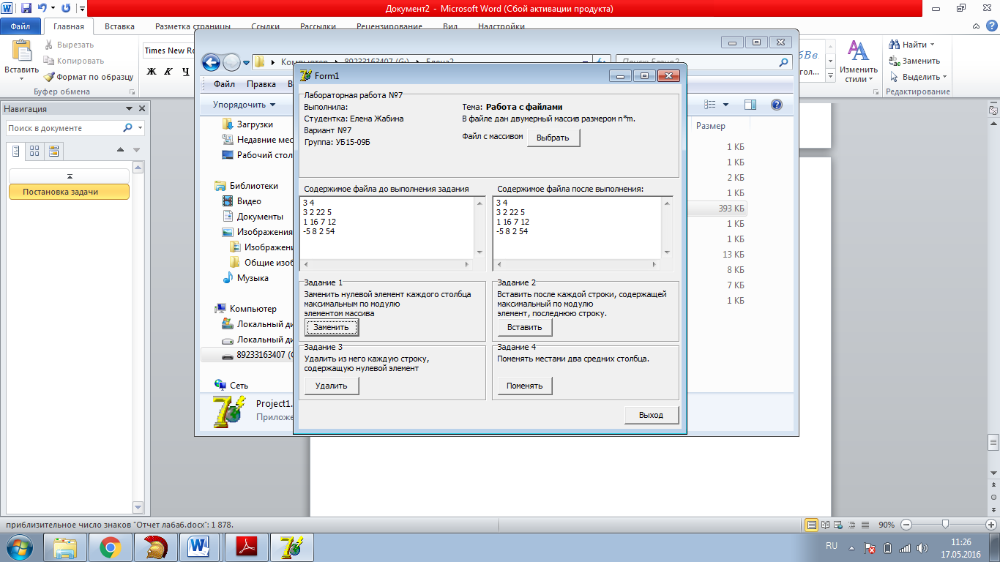 Документ2 - Microsoft Word (Сбой активации продукта)
Файл Главная Вставка Разметка страницы Ссылки Рассылки Рецензирование Вид Надстройки
Вставить
Вырезать
Копировать
Формат по образцу
Буфер обмена
Times New Ro
Ж К Ч
Изменить стили
Найти
Заменить
Выделить
Редактирование
Навигация
Поиск в документе
Постановка задачи
Компьютер 89233163407 (G:) Елена2
Поиск: Елена2
Файл Правка В
Упорядочить
Загрузки
Недавние мес
Рабочий стол
Библиотеки
Видео
Документы
Изображения
Изображени
Общие изоб
Музыка
Компьютер
Локальный ди
Локальный ди
89233163407 (
Сеть
Project1.
Приложе
Размер
1 КБ
1 КБ
2 КБ
1 КБ
393 КБ
1 КБ
1 КБ
13 КБ
8 КБ
7 КБ
1 КБ
Form1
Лабораторная работа №7
Выполнила:
Студентка: Елена Жабина
Вариант №7
Группа: УБ15-09Б
Тема: Работа с файлами
В файле дан двумерный массив размером n*m.
Файл с массивом Выбрать
Содержимое файла до выполнения задания
3 4
3 2 22 5
1 16 7 12
-5 8 2 54
Содержимое файла после выполнения:
3 4
3 2 22 5
1 16 7 12
-5 8 2 54
Задание 1
Заменить нулевой элемент каждого столбца
максимальным по модулю
элементом массива
Заменить
Задание 2
Вставить после каждой строки, содержащей
максимальный по модулю
элемент, последнюю строку.
Вставить
Задание 3
Удалить из него каждую строку,
содержащую нулевой элемент
Удалить
Задание 4
Поменять местами два средних столбца.
Поменять
Выход
приблизительное число знаков "Отчет лаба6.docx": 1 878.
90%
RU
11:26
17.05.2016